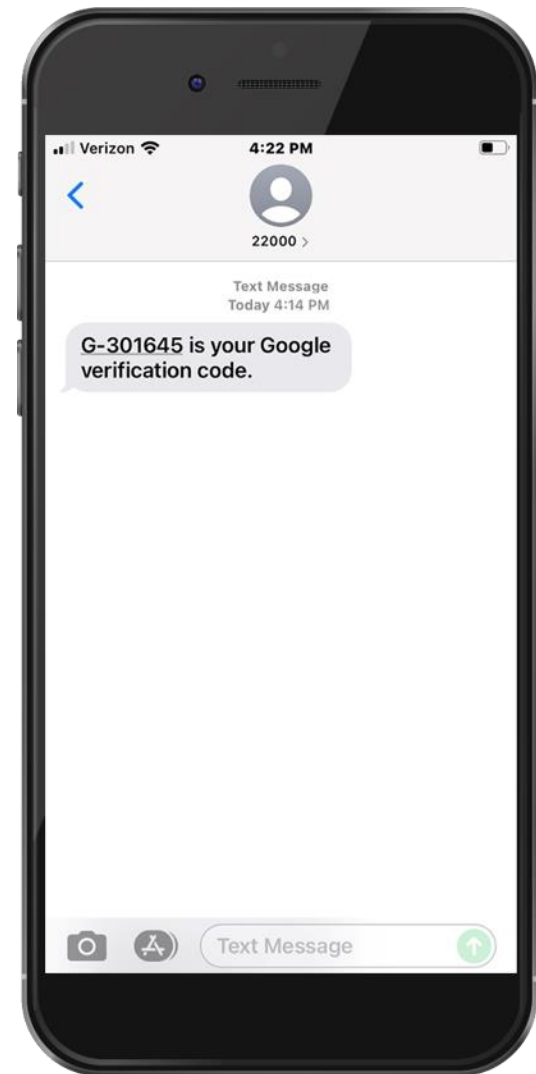 Verizon 4:22 PM
22000 >
Text Message
Today 4:14 PM
G-301645 is your Google
verification code.
Text Message